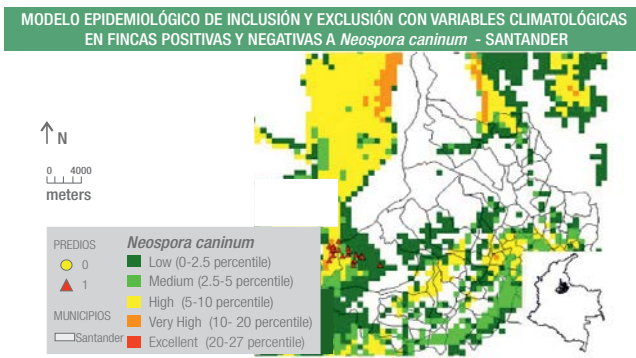 MODELO EPIDEMIOLÓGICO DE INCLUSIÓN Y EXCLUSIÓN CON VARIABLES CLIMATOLÓGICAS
EN FINCAS POSITIVAS Y NEGATIVAS A Neospora caninum - SANTANDER
N
0 4000
meters
PREDIOS
0
1
MUNICIPIOS
Santander
Neospora caninum
Low (0-2.5 percentile)
Medium (2.5-5 percentile)
High (5-10 percentile)
Very High (10- 20 percentile)
Excellent (20-27 percentile)